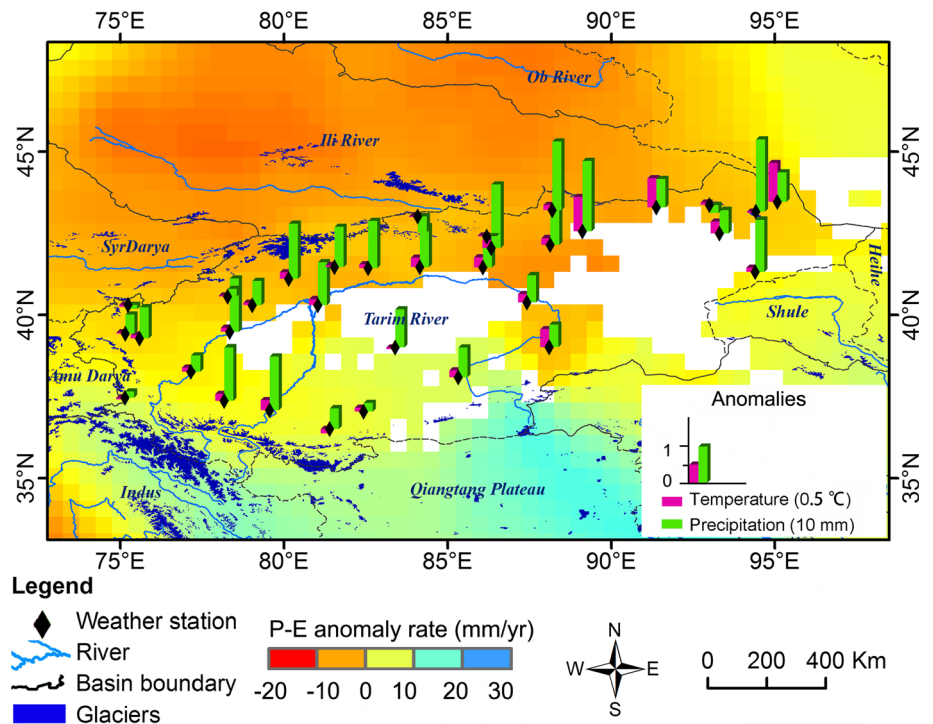 75°E 80°E 85°E 90°E 95°E
45°N 45°N
40°N 40°N
35°N 35°N
Ob River
Ili River
SyrDarya
Heihe
Tarim River
Shule
Amu Darya
Indus
Qiangtang Plateau
Anomalies
1
0
Temperature (0.5 ℃)
Precipitation (10 mm)
75°E 80°E 85°E 90°E 95°E
Legend
Weather station
River
Basin boundary
Glaciers
P-E anomaly rate (mm/yr)
-20 -10 0 10 20 30
N
W E
S
0 200 400 Km